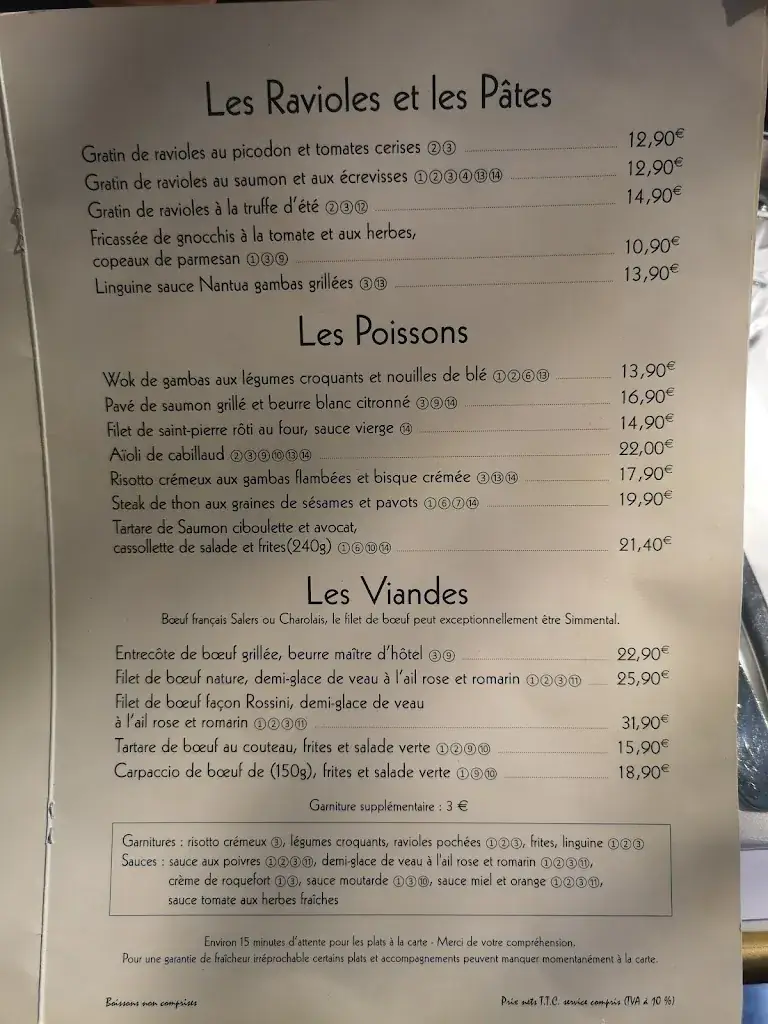 Les Ravioles et les Pâtes
Gratin de ravioles au picodon et tomates cerises ②③ 12,90€
Gratin de ravioles au saumon et aux écrevisses ①②③④⑬⑭ 12,90€
Gratin de ravioles à la truffe d'été ②③⑫ 14,90€
Fricassée de gnocchis à la tomate et aux herbes,
copeaux de parmesan ①③⑨ 10,90€
Linguine sauce Nantua gambas grillées ③⑬ 13,90€
Les Poissons
Wok de gambas aux légumes croquants et nouilles de blé ①②⑥⑬ 13,90€
Pavé de saumon grillé et beurre blanc citronné ③⑨⑭ 16,90€
Filet de saint-pierre rôti au four, sauce vierge ⑭ 14,90€
Aïoli de cabillaud ②③⑨⑩⑬⑭ 22,00€
Risotto crémeux aux gambas flambées et bisque crémée ③⑬⑭ 17,90€
Steak de thon aux graines de sésames et pavots ①⑥⑦⑭ 19,90€
Tartare de Saumon ciboulette et avocat,
cassollette de salade et frites(240g) ①⑥⑩⑭ 21,40€
Les Viandes
Bœuf français Salers ou Charolais, le filet de bœuf peut exceptionnellement être Simmental.
Entrecôte de bœuf grillée, beurre maître d'hôtel ③⑨ 22,90€
Filet de bœuf nature, demi-glace de veau à l'ail rose et romarin ①②③⑪ 25,90€
Filet de bœuf façon Rossini, demi-glace de veau
à l'ail rose et romarin ①②③⑪ 31,90€
Tartare de bœuf au couteau, frites et salade verte ①②⑨⑩ 15,90€
Carpaccio de bœuf de (150g), frites et salade verte ①⑨⑩ 18,90€
Garniture supplémentaire : 3 €
Garnitures : risotto crémeux ③, légumes croquants, ravioles pochées ①②③, frites, linguine ①②③
Sauces : sauce aux poivres ①②③⑪, demi-glace de veau à l'ail rose et romarin ①②③⑪,
crème de roquefort ①③, sauce moutarde ①③⑩, sauce miel et orange ①②③⑪,
sauce tomate aux herbes fraîches
Environ 15 minutes d'attente pour les plats à la carte - Merci de votre compréhension.
Pour une garantie de fraîcheur irréprochable certains plats et accompagnements peuvent manquer momentanément à la carte.
Boissons non comprises Prix nets T.T.C. service compris (TVA à 10 %)